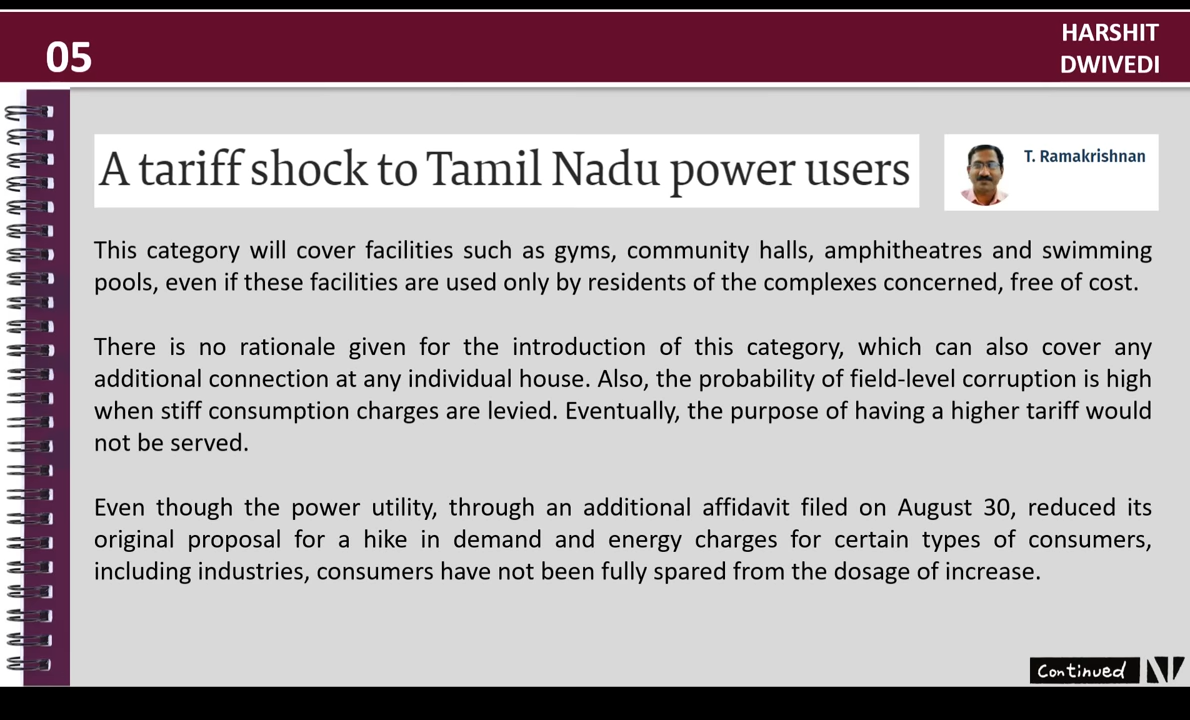 05
HARSHIT
DWIVEDI
A tariff shock to Tamil Nadu power users
T. Ramakrishnan
This category will cover facilities such as gyms, community halls, amphitheatres and swimming
pools, even if these facilities are used only by residents of the complexes concerned, free of cost.
There is no rationale given for the introduction of this category, which can also cover any
additional connection at any individual house. Also, the probability of field-level corruption is high
when stiff consumption charges are levied. Eventually, the purpose of having a higher tariff would
not be served.
Even though the power utility, through an additional affidavit filed on August 30, reduced its
original proposal for a hike in demand and energy charges for certain types of consumers,
including industries, consumers have not been fully spared from the dosage of increase.
Continued